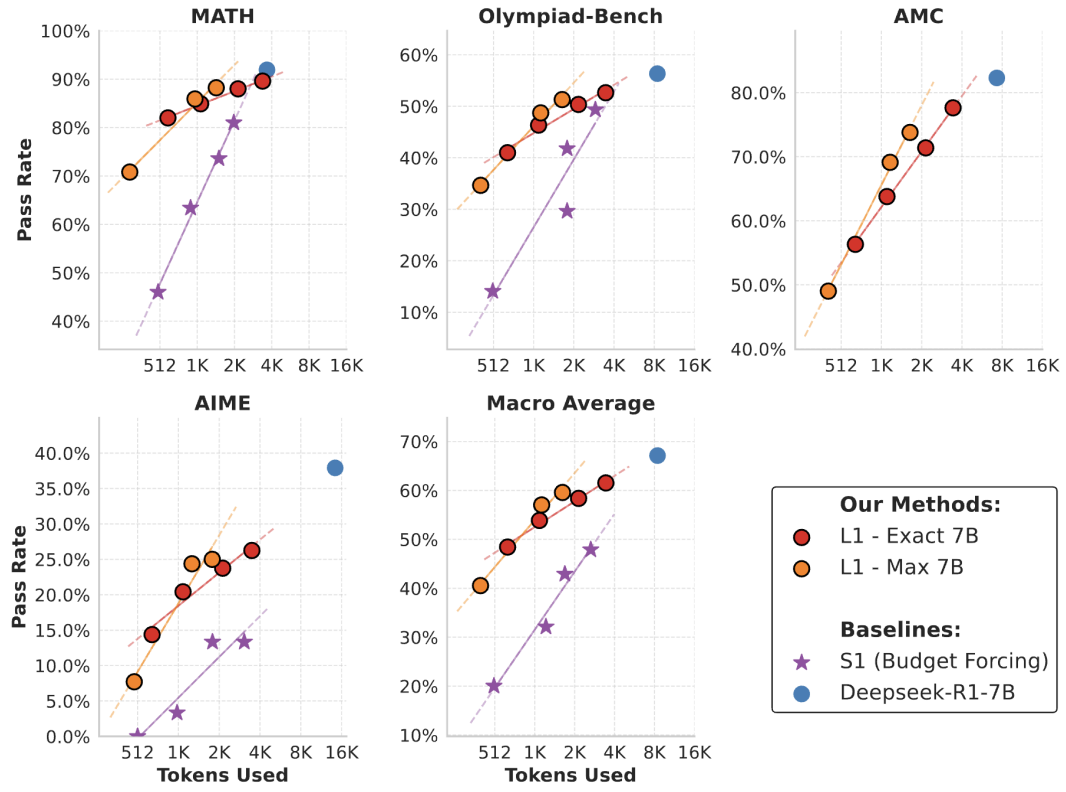 MATH
100%
90%
80%
70%
60%
50%
40%
Pass Rate
512 1K 2K 4K 8K 16K
Olympiad-Bench
60%
50%
40%
30%
20%
10%
512 1K 2K 4K 8K 16K
AMC
80.0%
70.0%
60.0%
50.0%
40.0%
512 1K 2K 4K 8K 16K
AIME
40.0%
35.0%
30.0%
25.0%
20.0%
15.0%
10.0%
5.0%
0.0%
Pass Rate
512 1K 2K 4K 8K 16K
Tokens Used
Macro Average
70%
60%
50%
40%
30%
20%
10%
512 1K 2K 4K 8K 16K
Tokens Used
Our Methods:
L1 - Exact 7B
L1 - Max 7B
Baselines:
S1 (Budget Forcing)
Deepseek-R1-7B